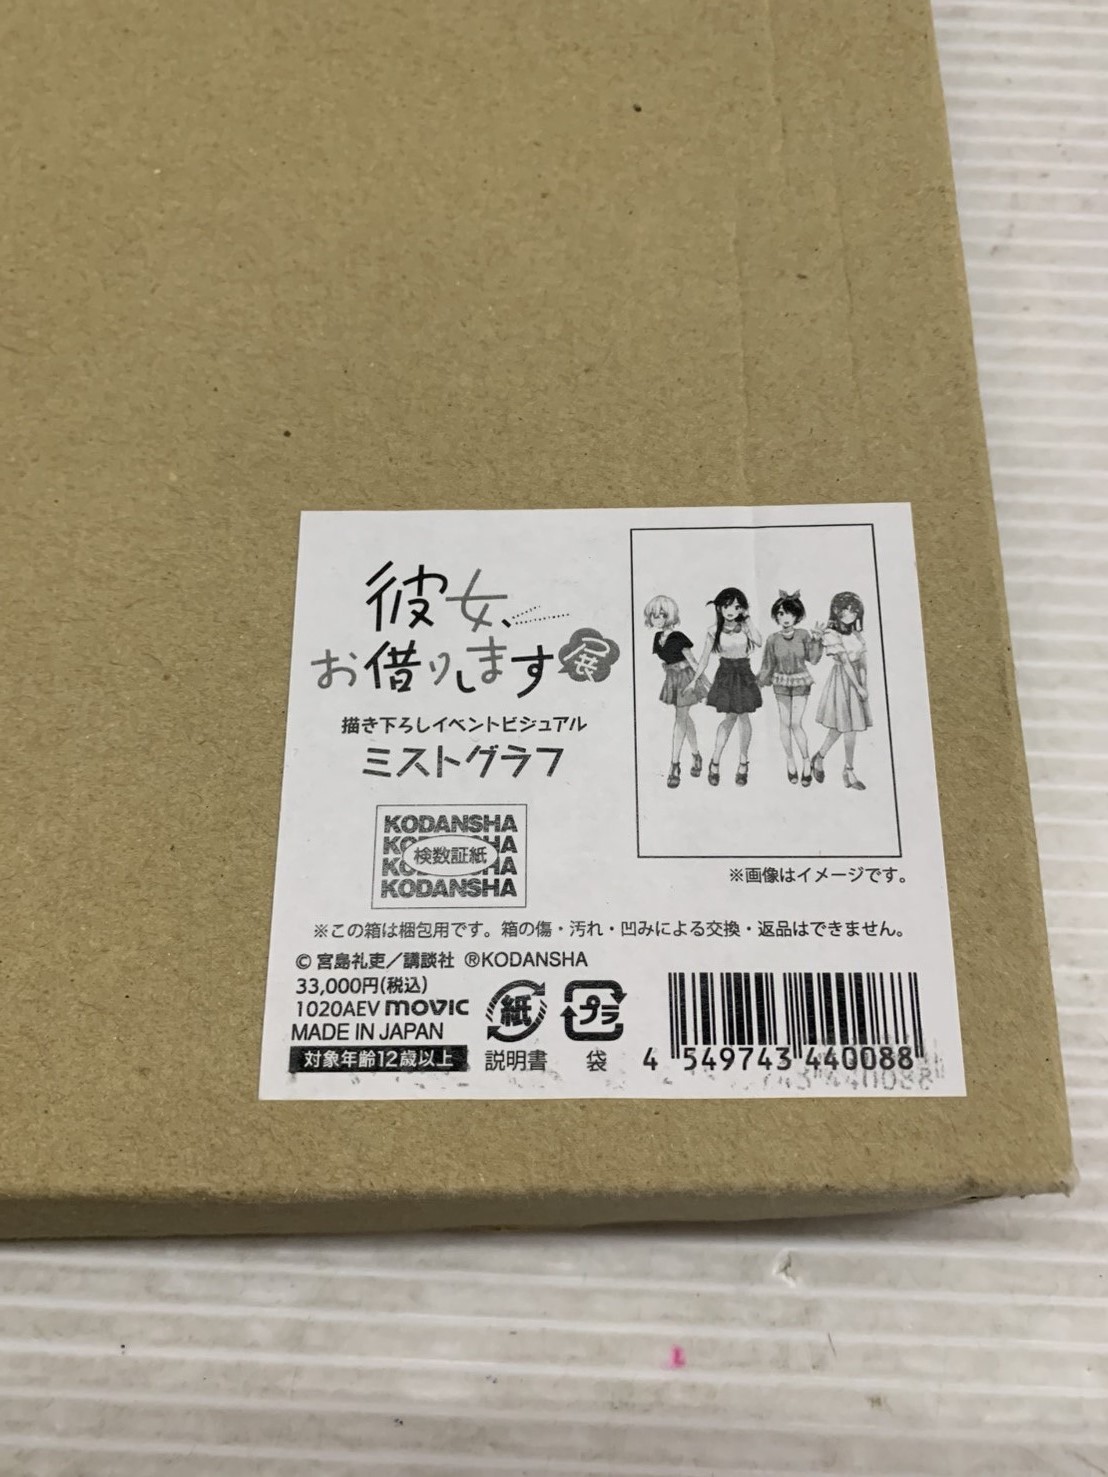 彼女、
お借りします展
描き下ろしイベントビジュアル
ミストグラフ
KODANSHA
検数証紙
KODANSHA
※画像はイメージです。
※この箱は梱包用です。箱の傷・汚れ・凹みによる交換・返品はできません。
© 宮島礼吏／講談社 ®KODANSHA
33,000円(税込)
1020AEV movic
MADE IN JAPAN
対象年齢12歳以上
紙
説明書
プラ
袋
4 549743 440088